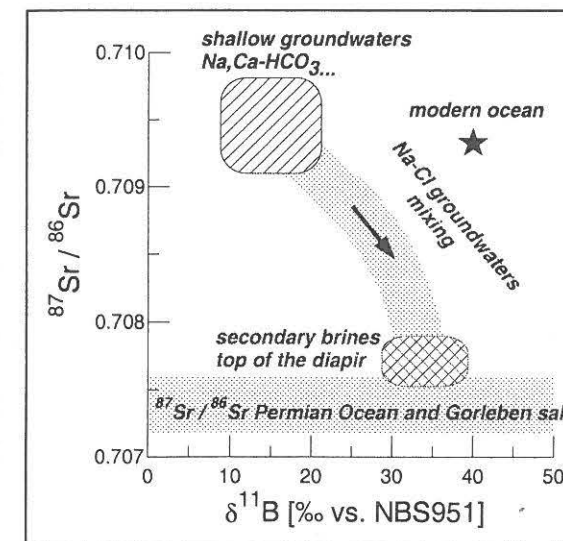 shallow groundwaters
Na,Ca-HCO3...
modern ocean
Na-Cl groundwaters
mixing
secondary brines
top of the diapir
87Sr / 86Sr Permian Ocean and Gorleben sal
0.710
0.709
0.708
0.707
87Sr / 86Sr
0
10
20
30
40
50
δ11B [‰ vs. NBS951]